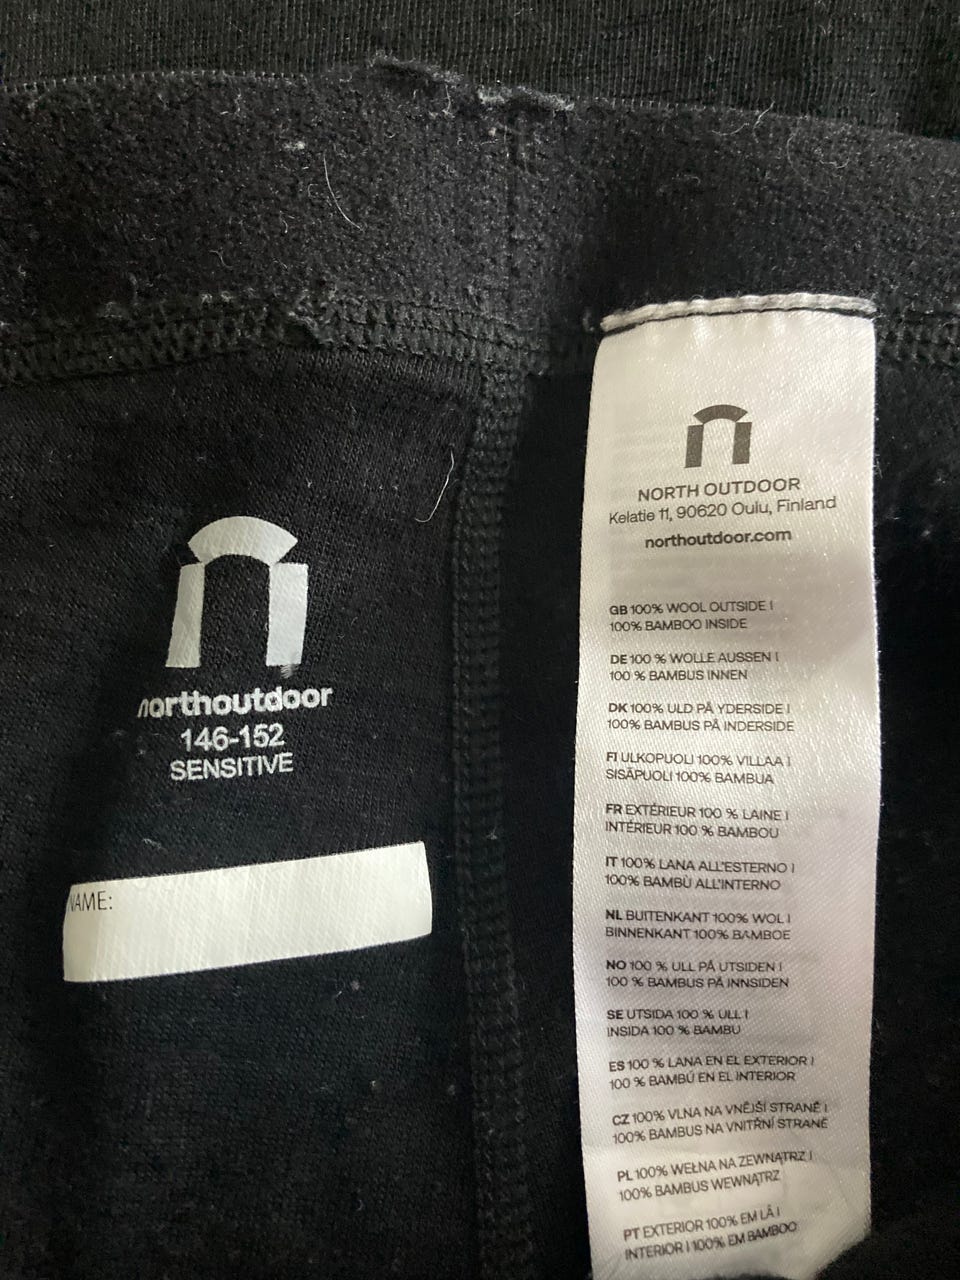 northoutdoor
146-152
SENSITIVE
NAME:
NORTH OUTDOOR
Kelatie 11, 90620 Oulu, Finland
northoutdoor.com
GB 100% WOOL OUTSIDE |
100% BAMBOO INSIDE
DE 100 % WOLLE AUSSEN |
100 % BAMBUS INNEN
DK 100% ULD PÅ YDERSIDE |
100% BAMBUS PÅ INDERSIDE
FI ULKOPUOLI 100% VILLAA |
SISÄPUOLI 100% BAMBUA
FR EXTÉRIEUR 100 % LAINE |
INTÉRIEUR 100 % BAMBOU
IT 100% LANA ALL'ESTERNO |
100% BAMBÙ ALL'INTERNO
NL BUITENKANT 100% WOL |
BINNENKANT 100% BAMBOE
NO 100 % ULL PÅ UTSIDEN |
100 % BAMBUS PÅ INNSIDEN
SE UTSIDA 100 % ULL |
INSIDA 100 % BAMBU
ES 100 % LANA EN EL EXTERIOR |
100 % BAMBÚ EN EL INTERIOR
CZ 100% VLNA NA VNĚJŠÍ STRANĚ |
100% BAMBUS NA VNITŘNÍ STRANĚ
PL 100% WEŁNA NA ZEWNĄTRZ |
100% BAMBUS WEWNĄTRZ
PT EXTERIOR 100% EM LÃ |
INTERIOR | 100% EM BAMBOO